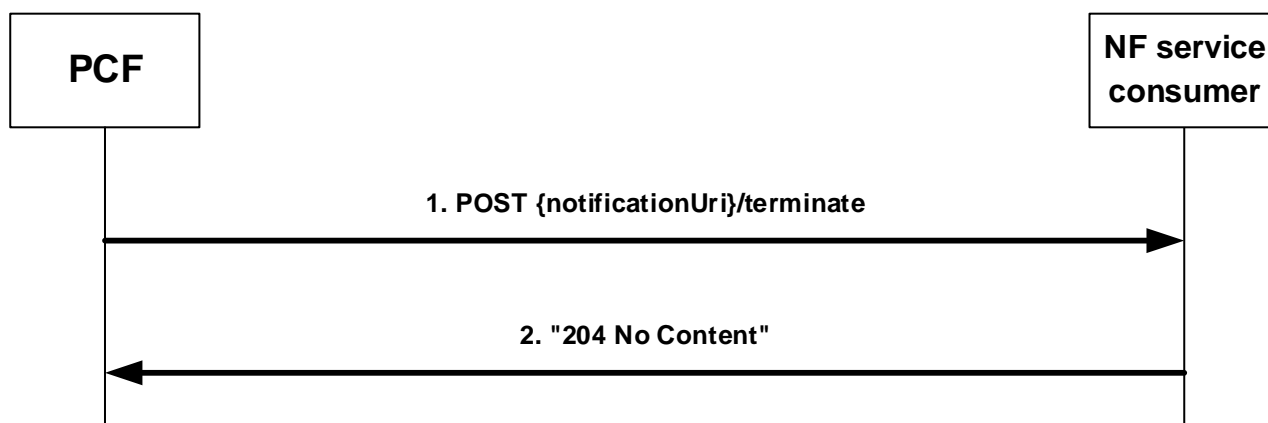 PCF
NF service
consumer
1. POST {notificationUri}/terminate
2. "204 No Content"